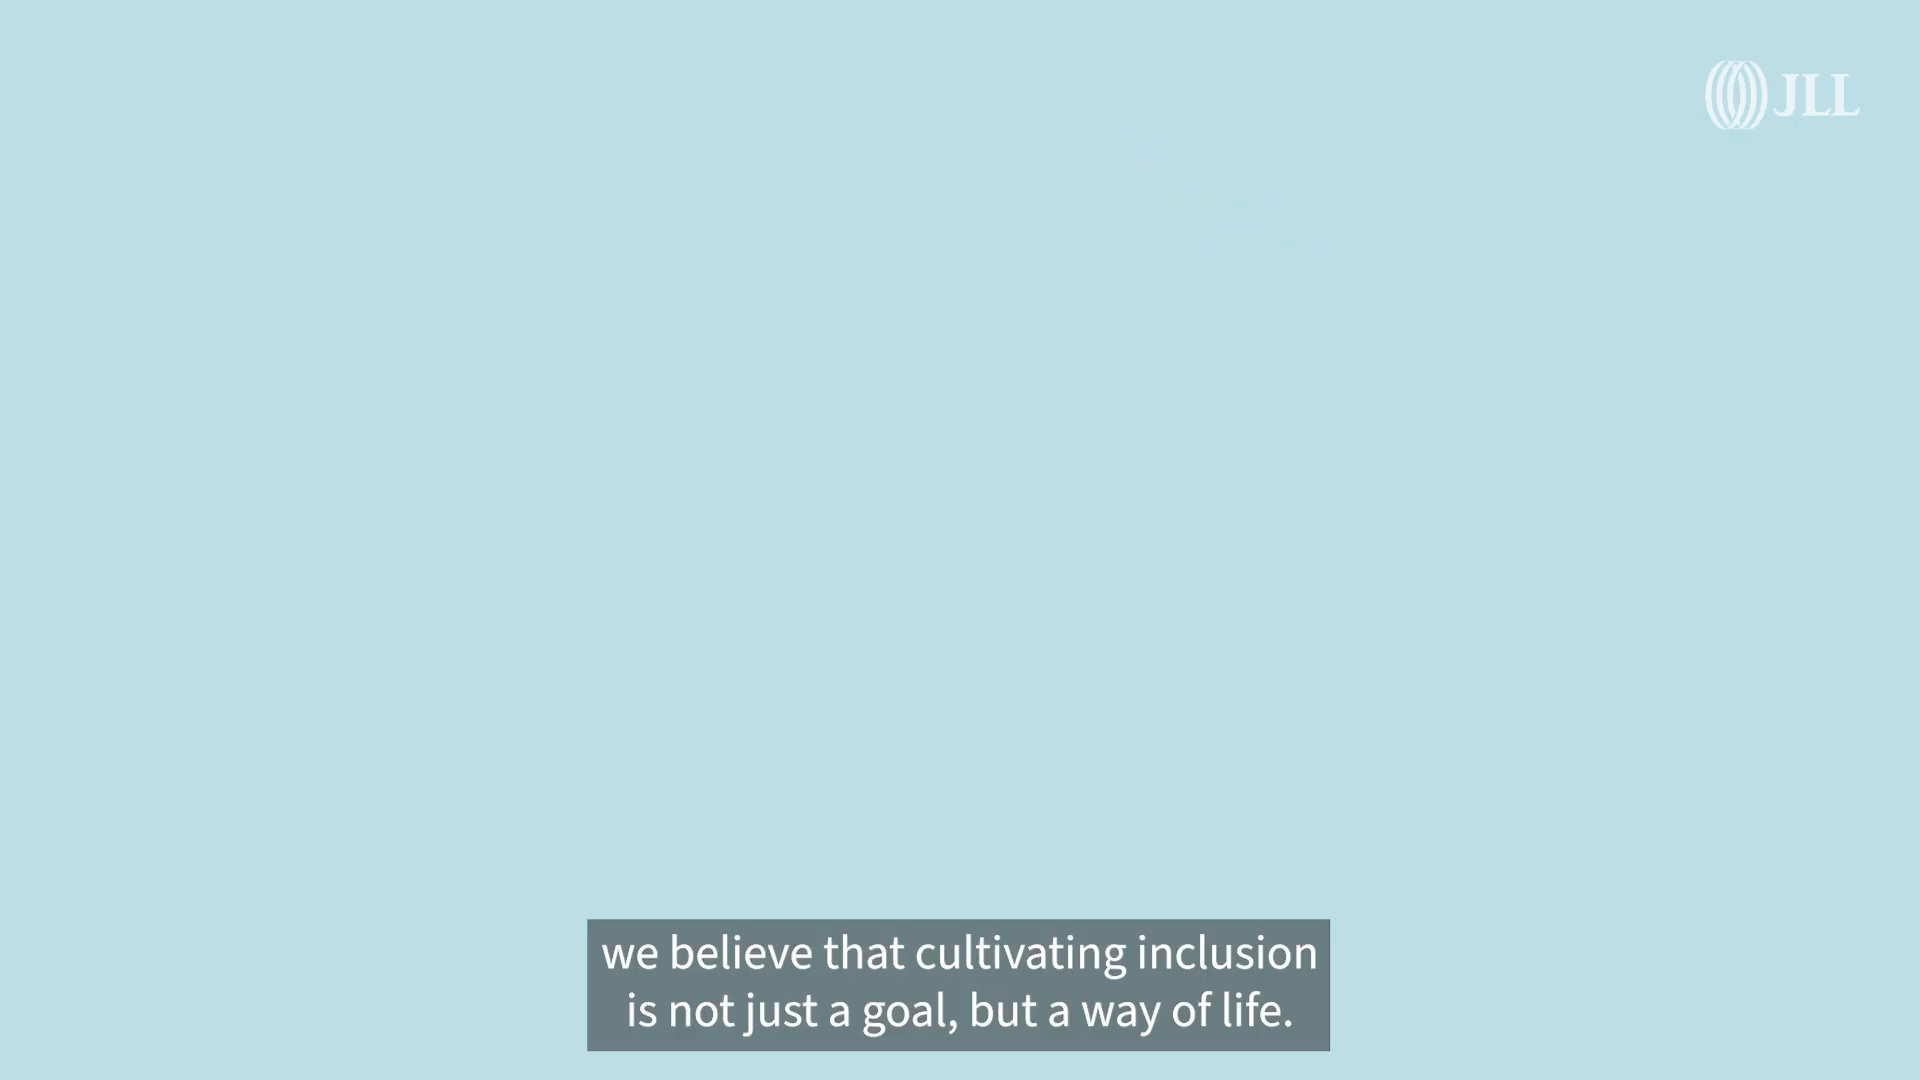 JLL
we believe that cultivating inclusion
is not just a goal, but a way of life.